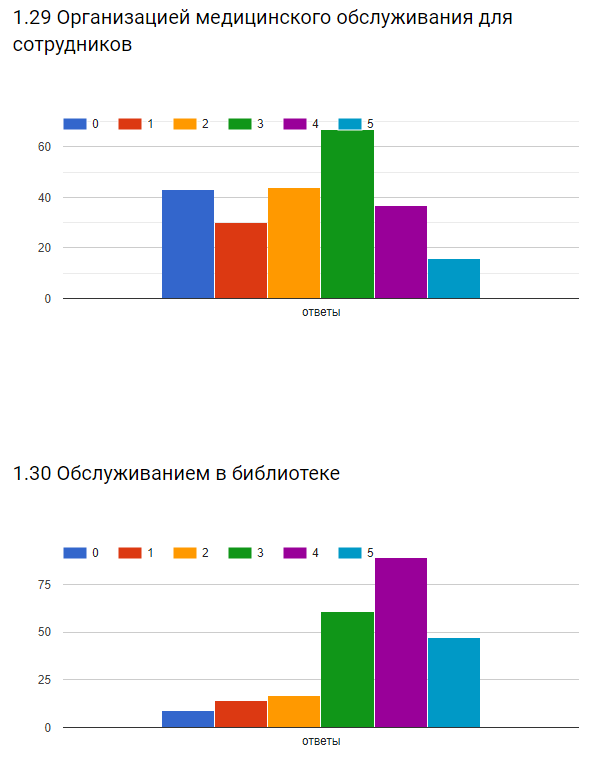 1.29 Организацией медицинского обслуживания для
сотрудников
0 1 2 3 4 5
60
40
20
0
ответы
1.30 Обслуживанием в библиотеке
0 1 2 3 4 5
75
50
25
0
ответы